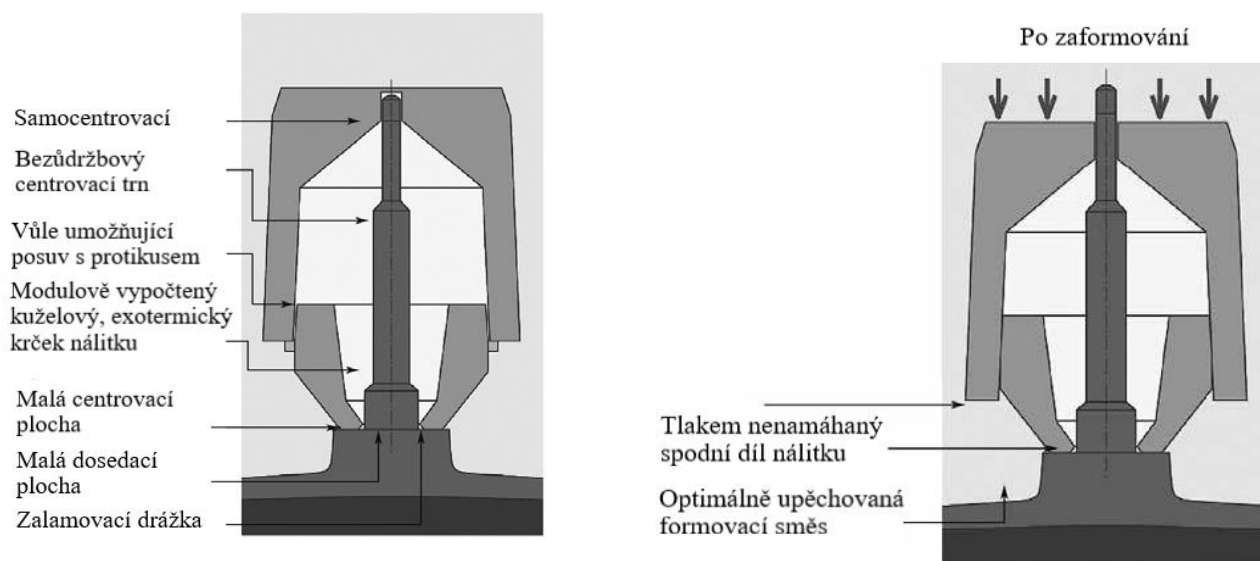 Samocentrovací
Bezůdržbový
centrovací trn
Vůle umožňující
posuv s protikusem
Modulově vypočtený
kuželový, exotermický
krček nálitku
Malá centrovací
plocha
Malá dosedací
plocha
Zalamovací drážka
Po zaformování
Tlakem nenamáhaný
spodní díl nálitku
Optimálně upěchovaná
formovací směs